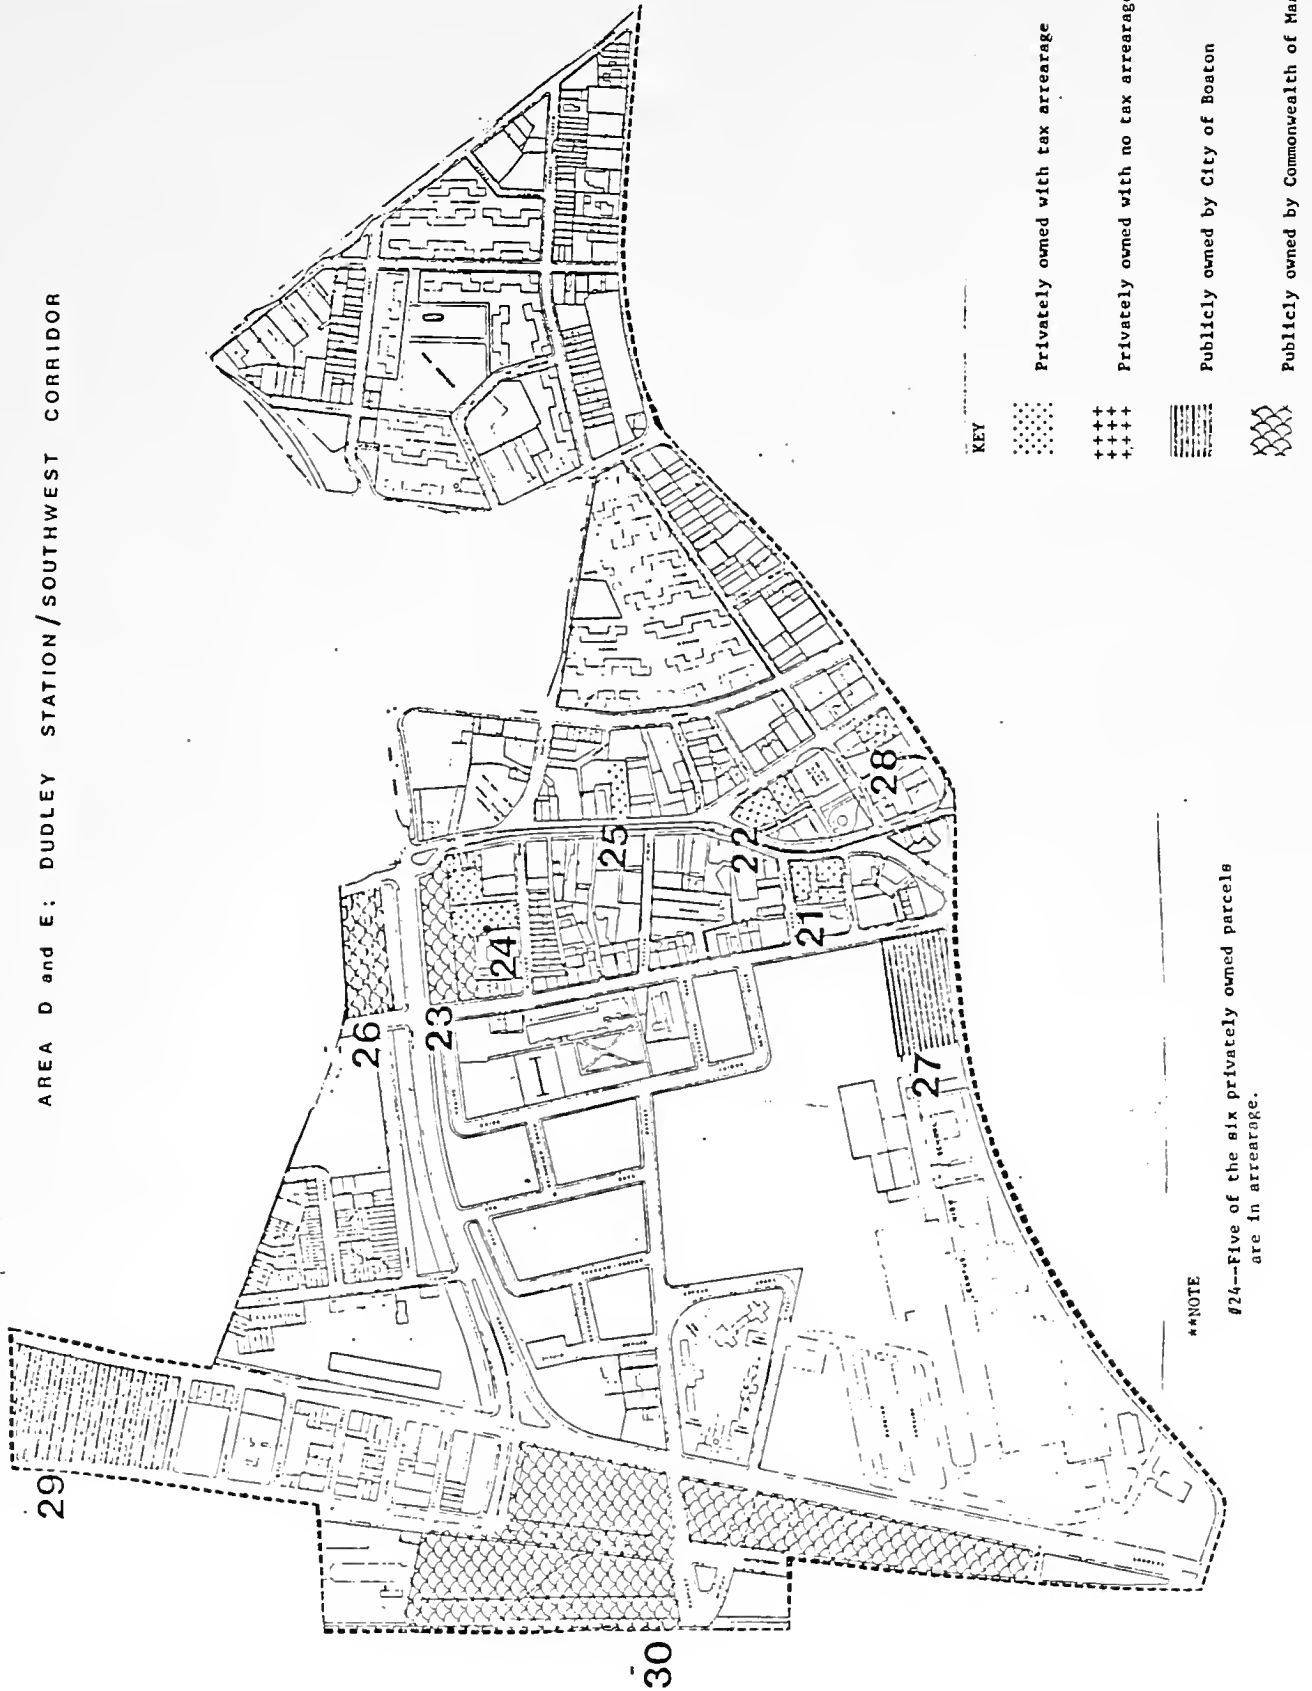 AREA D and E: DUDLEY STATION/SOUTHWEST CORRIDOR
29
26
23
24
25
22
28
21
27
30
KEY
Privately owned with tax arrearage
Privately owned with no tax arrearage
Publicly owned by City of Boston
Publicly owned by Commonwealth of
**NOTE
#24--Five of the six privately owned parcels
are in arrearage.